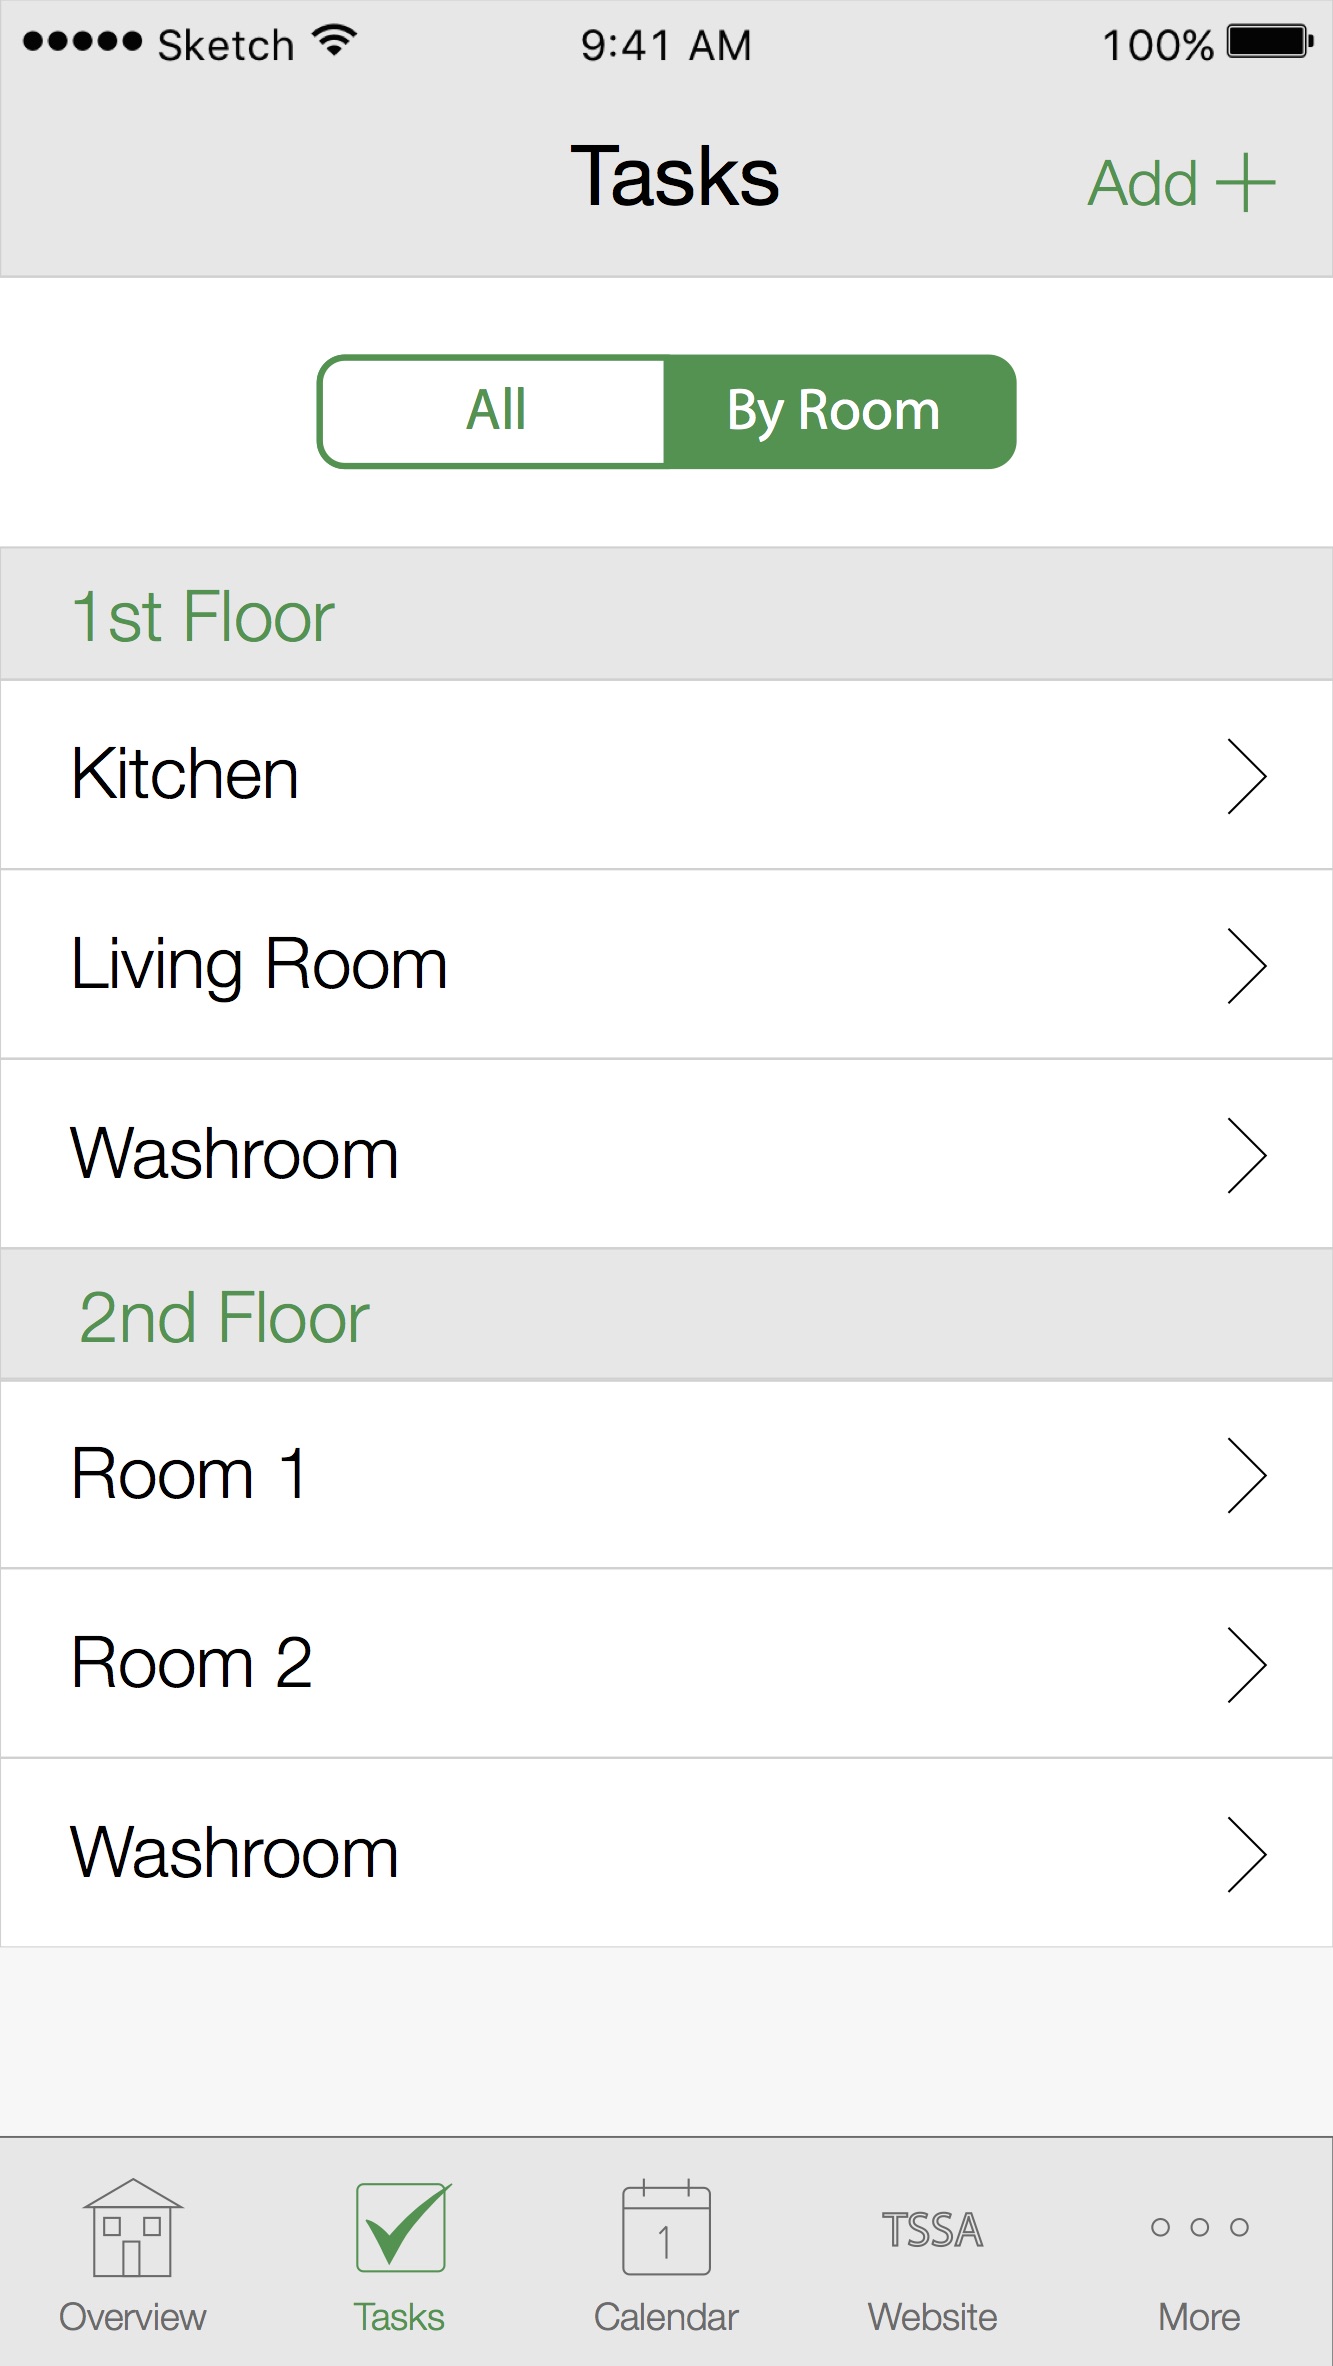 Sketch 9:41 AM 100%
Tasks Add
All By Room
1st Floor
Kitchen
Living Room
Washroom
2nd Floor
Room 1
Room 2
Washroom
1 TSSA
Overview Tasks Calendar Website More